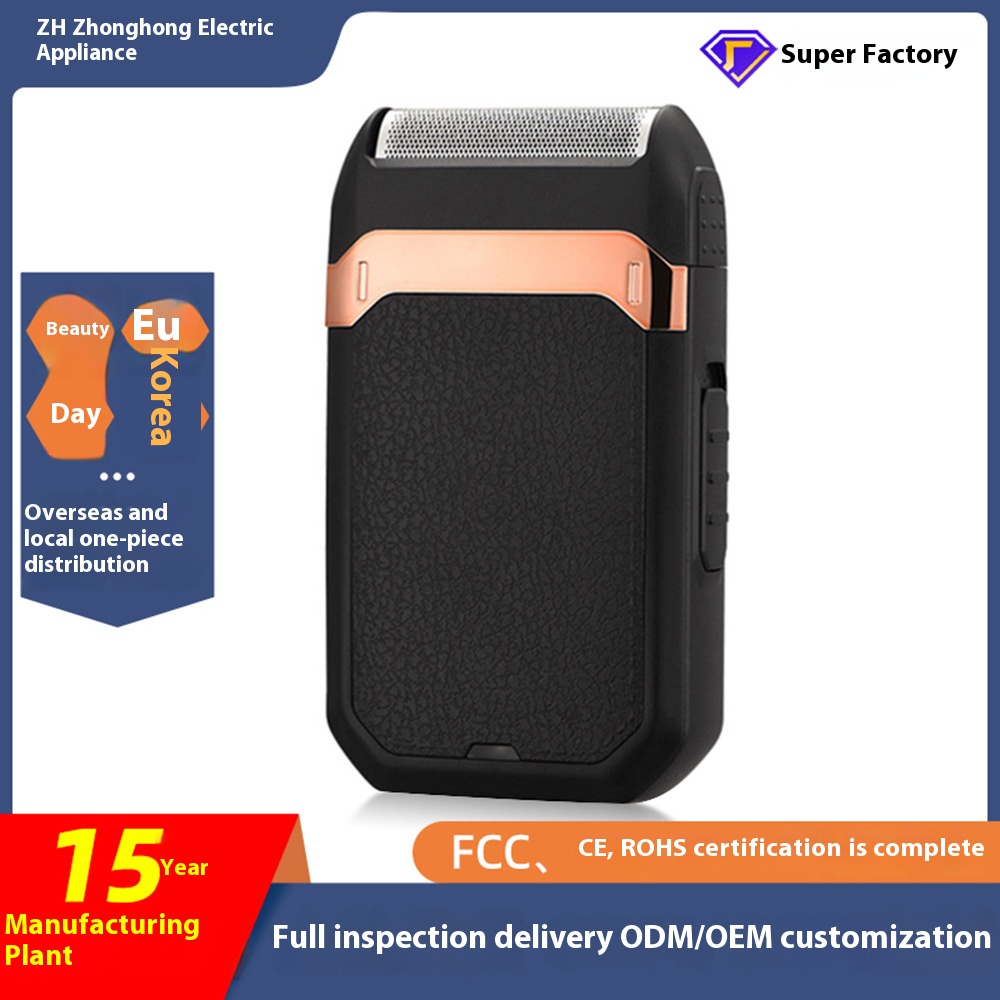 ZH Zhonghong Electric
Appliance
Super Factory
Beauty
Eu
Korea
Day
...
Overseas and
local one-piece
distribution
15 Year
Manufacturing
Plant
FCC、 CE, ROHS certification is complete
Full inspection delivery ODM/OEM customization